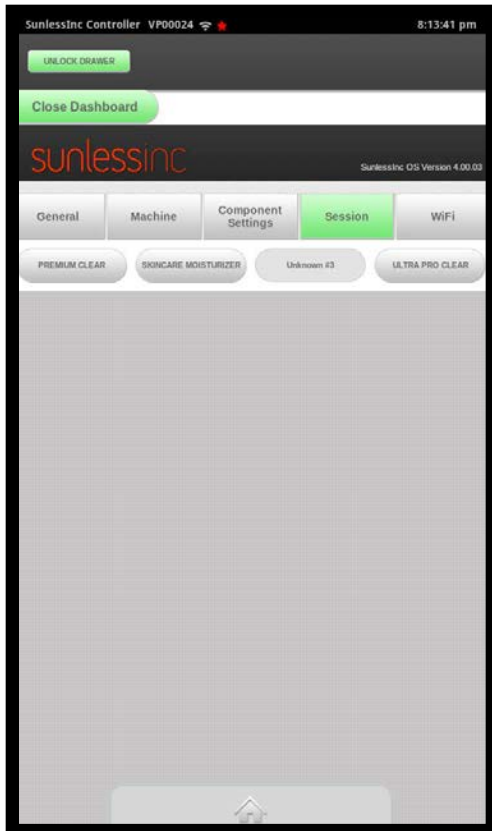 SunlessInc Controller VP00024 8:13:41 pm
UNLOCK DRAWER
Close Dashboard
sunlessinc
SunlessInc OS Version 4.00.03
General Machine Component Settings Session WiFi
PREMIUM CLEAR SKINCARE MOISTURIZER Unknown #3 ULTRA PRO CLEAR